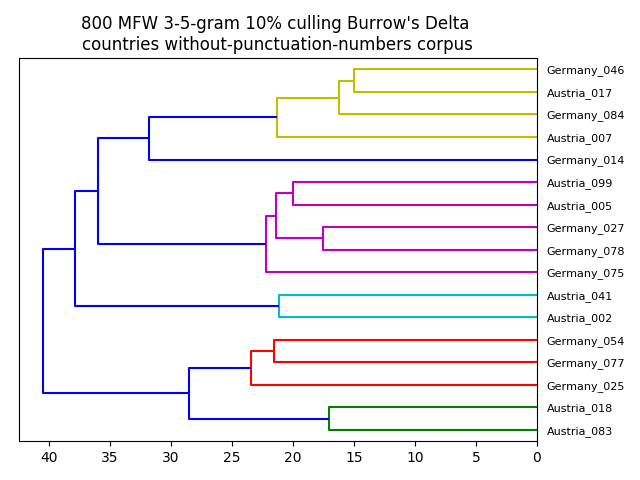 800 MFW 3-5-gram 10% culling Burrow's Delta
countries without-punctuation-numbers corpus
Germany_046
Austria_017
Germany_084
Austria_007
Germany_014
Austria_099
Austria_005
Germany_027
Germany_078
Germany_075
Austria_041
Austria_002
Germany_054
Germany_077
Germany_025
Austria_018
Austria_083
40 35 30 25 20 15 10 5 0